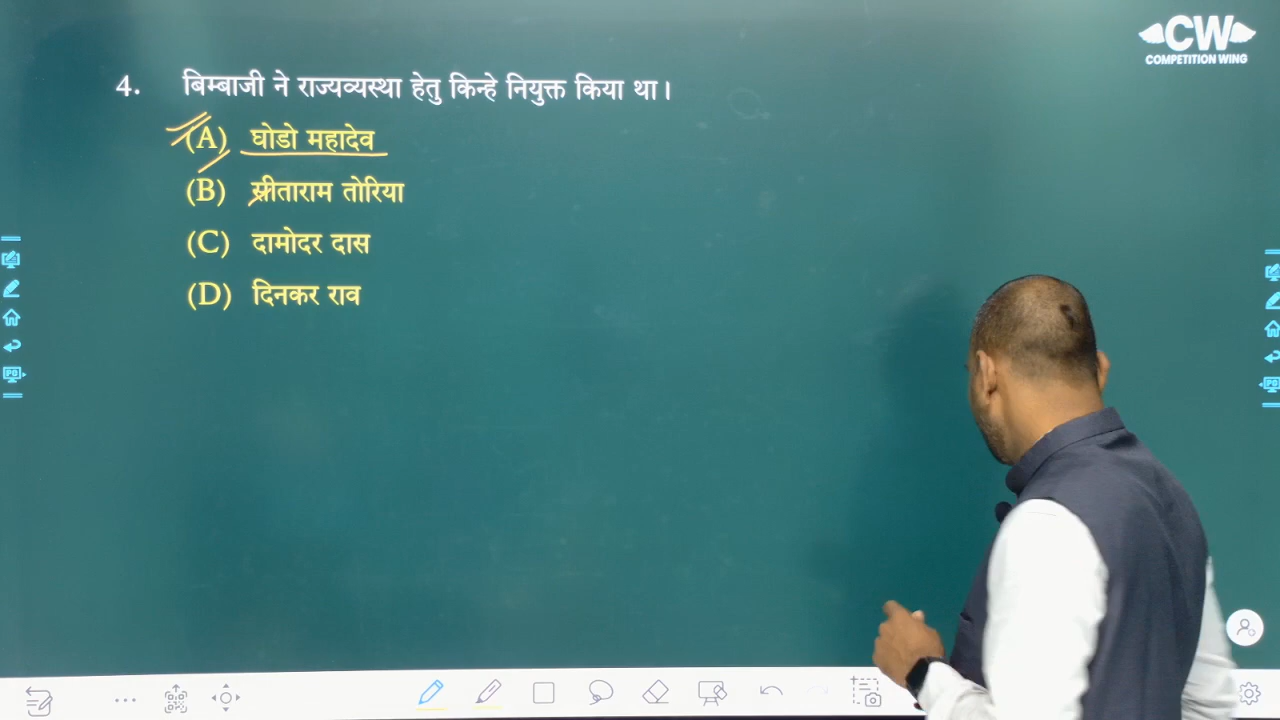 CW
COMPETITION WING
4. बिम्बाजी ने राज्यव्यस्था हेतु किन्हे नियुक्त किया था।
(A) घोडो महादेव
(B) सीताराम तोरिया
(C) दामोदर दास
(D) दिनकर राव